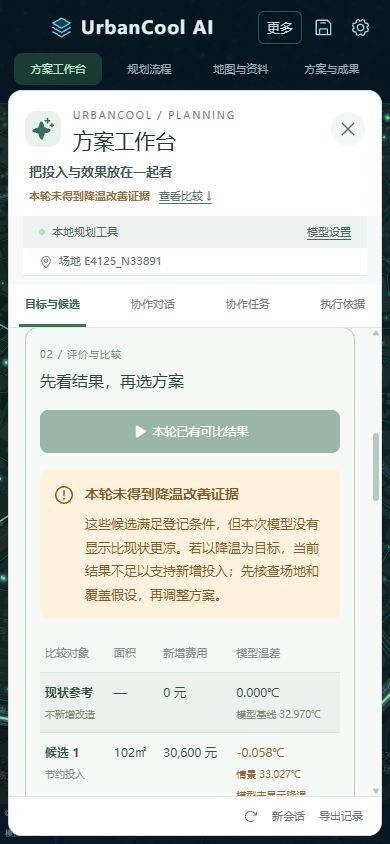 UrbanCool AI
更多
方案工作台 规划流程 地图与资料 方案与成果
URBANCOOL / PLANNING
方案工作台
把投入与效果放在一起看
本轮未得到降温改善证据 查看比较↓
本地规划工具 模型设置
场地 E4125_N33891
目标与候选 协作对话 协作任务 执行依据
02 / 评价与比较
先看结果，再选方案
本轮已有可比结果
本轮未得到降温改善证据
这些候选满足登记条件，但本次模型没有
显示比现状更凉。若以降温为目标，当前
结果不足以支持新增投入；先核查场地和
覆盖假设，再调整方案。
比较对象 面积 新增费用 模型温差
现状参考 — 0 元 0.000℃
不新增改造 模型基线 32.970℃
候选 1 102㎡ 30,600 元 -0.058℃
节约投入 情景 33.027℃
模型未显示降温
新会话 导出记录